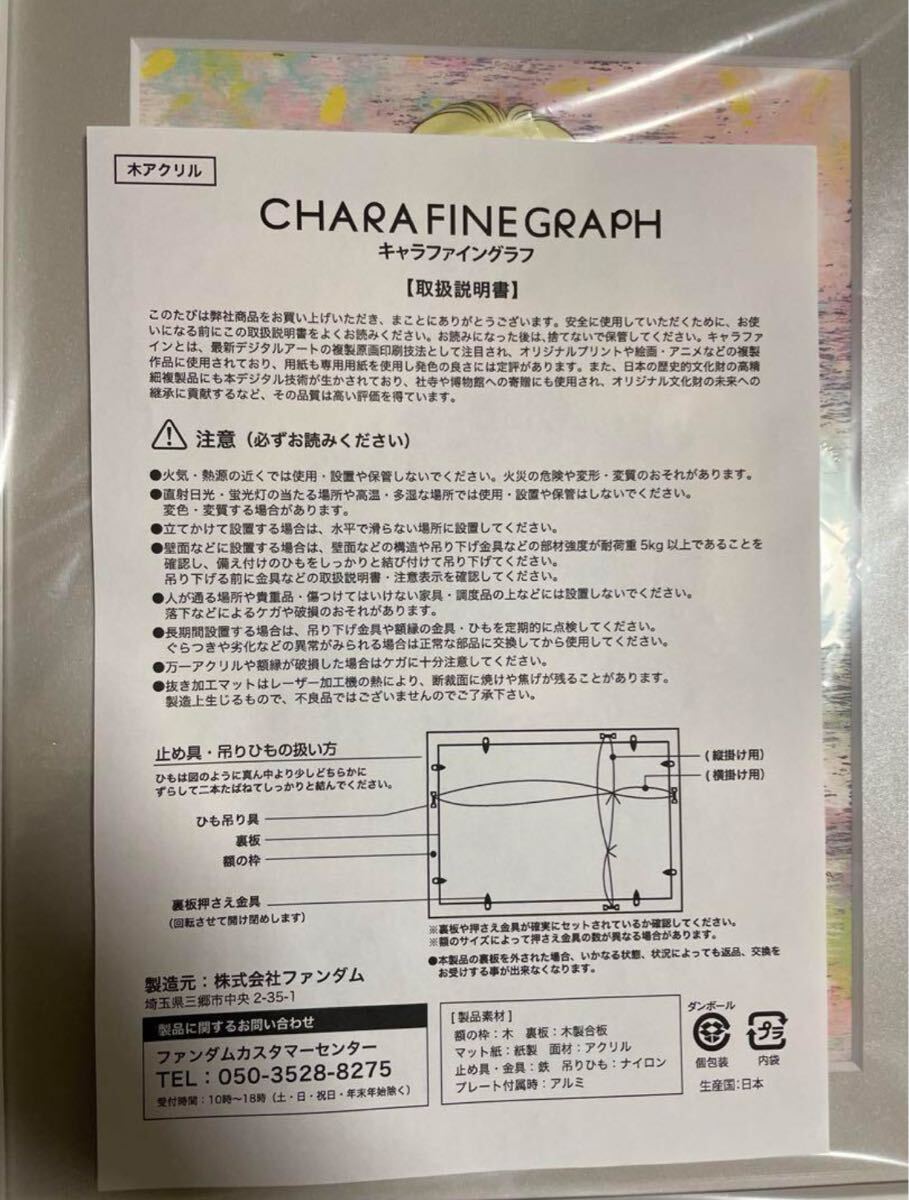 木アクリル
CHARA FINE GRAPH
キャラファイングラフ
【取扱説明書】
このたびは弊社商品をお買い上げいただき、まことにありがとうございます。安全に使用していただくために、お使
いになる前にこの取扱説明書をよくお読みください。お読みになった後は、捨てないで保管してください。キャラファ
インとは、最新デジタルアートの複製原画印刷技法として注目され、オリジナルプリントや絵画・アニメなどの複製
作品に使用されており、用紙も専用用紙を使用し発色の良さには定評があります。また、日本の歴史的文化財の高精
細複製品にも本デジタル技術が生かされており、社寺や博物館への寄贈にも使用され、オリジナル文化財の未来への
継承に貢献するなど、その品質は高い評価を得ています。
注意（必ずお読みください）
●火気・熱源の近くでは使用・設置や保管しないでください。火災の危険や変形・変質のおそれがあります。
●直射日光・蛍光灯の当たる場所や高温・多湿な場所では使用・設置や保管はしないでください。
変色・変質する場合があります。
●立てかけて設置する場合は、水平で滑らない場所に設置してください。
●壁面などに設置する場合は、壁面などの構造や吊り下げ金具などの部材強度が耐荷重5kg以上であることを
確認し、備え付けのひもをしっかりと結び付けて吊り下げてください。
吊り下げる前に金具などの取扱説明書・注意表示を確認してください。
●人が通る場所や貴重品・傷つけてはいけない家具・調度品の上などには設置しないでください。
落下などによるケガや破損のおそれがあります。
●長期間設置する場合は、吊り下げ金具や額縁の金具・ひもを定期的に点検してください。
ぐらつきや劣化などの異常がみられる場合は正常な部品に交換してから使用してください。
●万一アクリルや額縁が破損した場合はケガに十分注意してください。
●抜き加工マットはレーザー加工機の熱により、断裁面に焼けや焦げが残ることがあります。
製造上生じるもので、不良品ではございませんのでご了承下さい。
止め具・吊りひもの扱い方
ひもは図のように真ん中より少しどちらかに
ずらして二本たばねてしっかりと結んでください。
ひも吊り具
裏板
額の枠
裏板押さえ金具
（回転させて開け閉めします）
（縦掛け用）
（横掛け用）
※裏板や押さえ金具が確実にセットされているか確認してください。
※額のサイズによって押さえ金具の数が異なる場合があります。
●本製品の裏板を外された場合、いかなる状態、状況によっても返品、交換を
お受けする事が出来なくなります。
製造元：株式会社ファンダム
埼玉県三郷市中央 2-35-1
製品に関するお問い合わせ
ファンダムカスタマーセンター
TEL：050-3528-8275
受付時間：10時〜18時（土・日・祝日・年末年始除く）
［製品素材］
額の枠：木 裏板：木製合板
マット紙：紙製 面材：アクリル
止め具・金具：鉄 吊りひも：ナイロン
プレート付属時：アルミ
ダンボール
個包装
プラ
内袋
生産国：日本